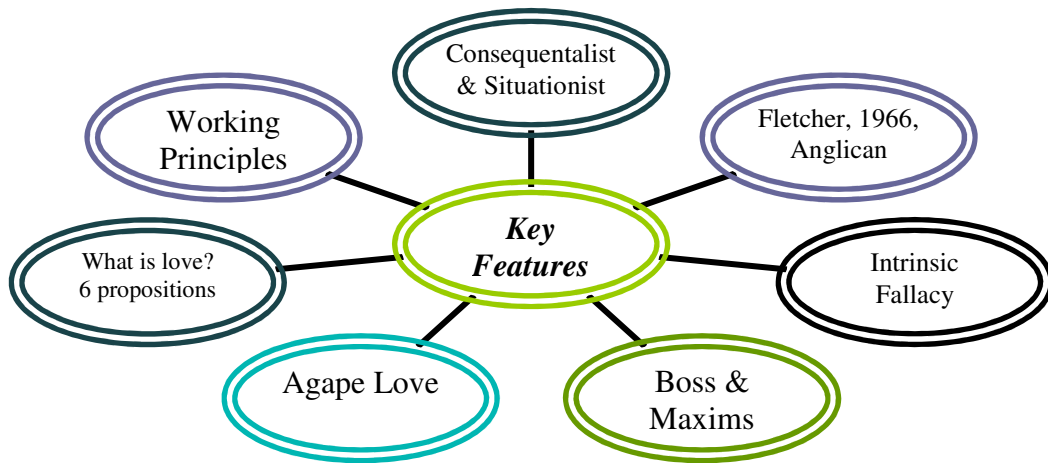 Consequentalist
& Situationist
Working
Principles
Fletcher, 1966,
Anglican
Key
Features
What is love?
6 propositions
Intrinsic
Fallacy
Agape Love
Boss &
Maxims